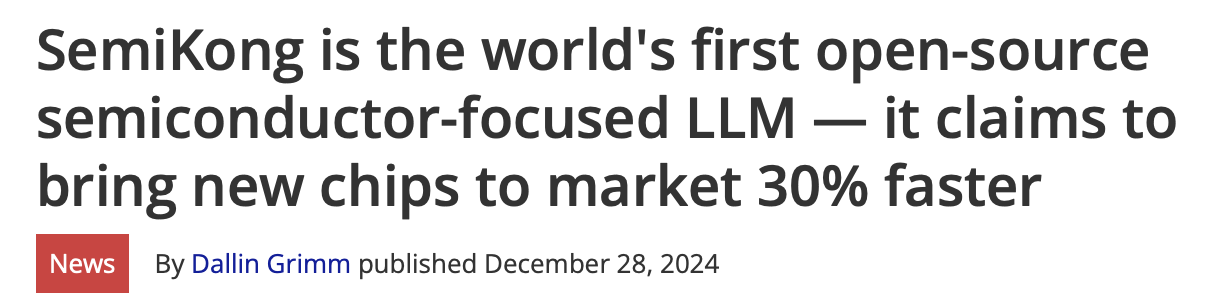 SemiKong is the world's first open-source
semiconductor-focused LLM — it claims to
bring new chips to market 30% faster
News By Dallin Grimm published December 28, 2024